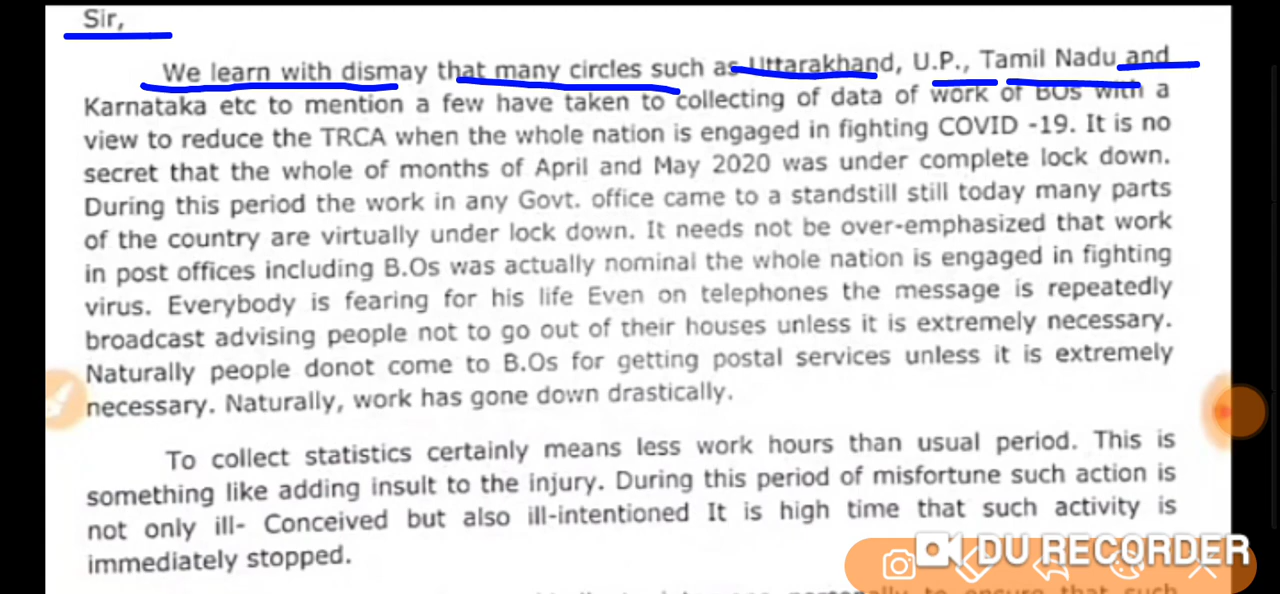 Sir,
We learn with dismay that many circles such as Uttarakhand, U.P., Tamil Nadu and
Karnataka etc to mention a few have taken to collecting of data of work of BOs with a
view to reduce the TRCA when the whole nation is engaged in fighting COVID -19. It is no
secret that the whole of months of April and May 2020 was under complete lock down.
During this period the work in any Govt. office came to a standstill still today many parts
of the country are virtually under lock down. It needs not be over-emphasized that work
in post offices including B.Os was actually nominal the whole nation is engaged in fighting
virus. Everybody is fearing for his life Even on telephones the message is repeatedly
broadcast advising people not to go out of their houses unless it is extremely necessary.
Naturally people donot come to B.Os for getting postal services unless it is extremely
necessary. Naturally, work has gone down drastically.
To collect statistics certainly means less work hours than usual period. This is
something like adding insult to the injury. During this period of misfortune such action is
not only ill- Conceived but also ill-intentioned It is high time that such activity is
immediately stopped.
DU RECORDER
to ensure that such